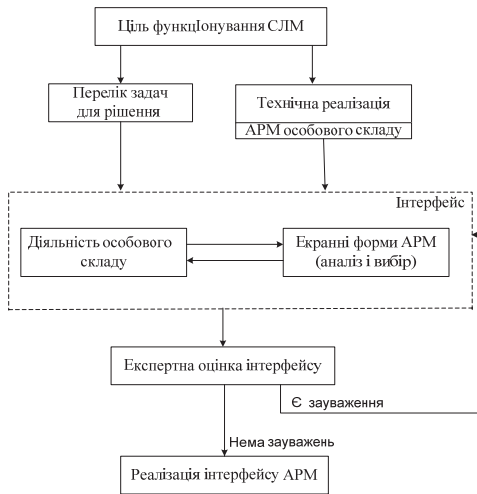 Ціль функціонування СЛМ
Перелік задач
для рішення
Технічна реалізація
АРМ особового складу
Інтерфейс
Діяльність особового
складу
Екранні форми АРМ
(аналіз і вибір)
Експертна оцінка інтерфейсу
Є зауваження
Нема зауважень
Реалізація інтерфейсу АРМ